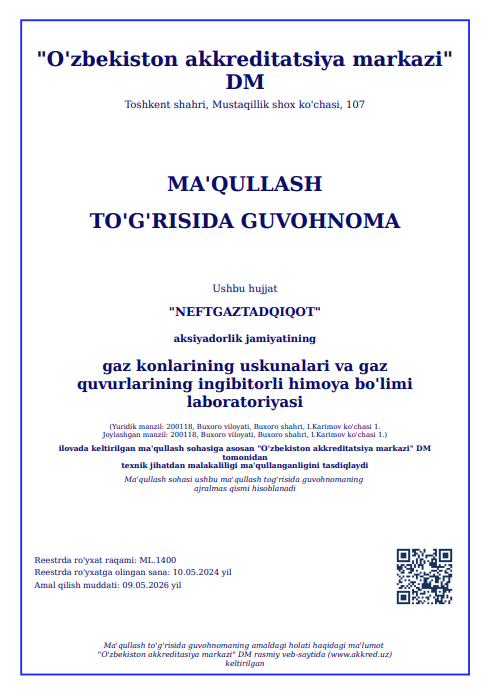 "O'zbekiston akkreditatsiya markazi"
DM
Toshkent shahri, Mustaqillik shox ko'chasi, 107
MA'QULLASH
TO'G'RISIDA GUVOHNOMA
Ushbu hujjat
"NEFTGAZTADQIQOT"
aksiyadorlik jamiyatining
gaz konlarining uskunalari va gaz
quvurlarining ingibitorli himoya bo'limi
laboratoriyasi
(Yuridik manzil: 200118, Buxoro viloyati, Buxoro shahri, I.Karimov ko'chasi 1.
Joylashgan manzil: 200118, Buxoro viloyati, Buxoro shahri, I.Karimov ko'chasi 1.)
ilovada keltirilgan ma'qullash sohasiga asosan "O'zbekiston akkreditatsiya markazi" DM
tomonidan
texnik jihatdan malakaliligi ma'qullanganligini tasdiqlaydi
Ma'qullash sohasi ushbu ma'qullash tog'risida guvohnomaning
ajralmas qismi hisoblanadi
Reestrda ro'yxat raqami: ML.1400
Reestrda ro'yxatga olingan sana: 10.05.2024 yil
Amal qilish muddati: 09.05.2026 yil
Ma'qullash to'g'risida guvohnomaning amaldagi holati haqidagi ma'lumot
"O'zbekiston akkreditasiya markazi" DM rasmiy veb-saytida (www.akkred.uz)
keltirilgan